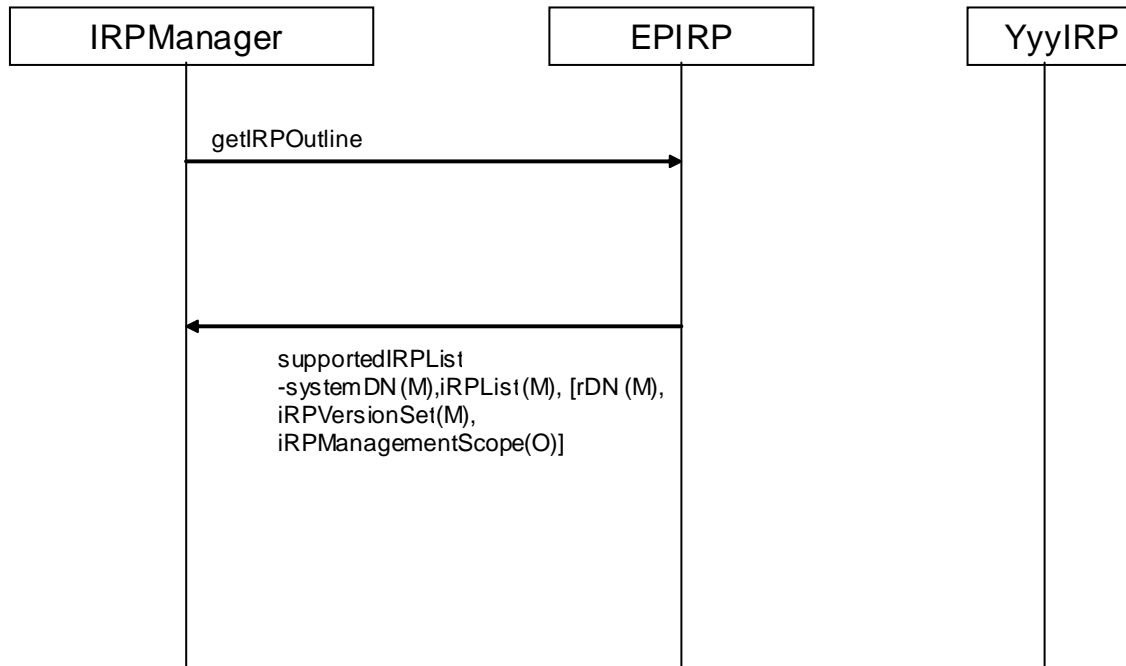 IRPManager
EPIRP
YyyIRP
getIRPOutline
supportedIRPList
-systemDN(M),iRPList(M), [rDN (M),
iRPVersionSet(M),
iRPManagementScope(O)]